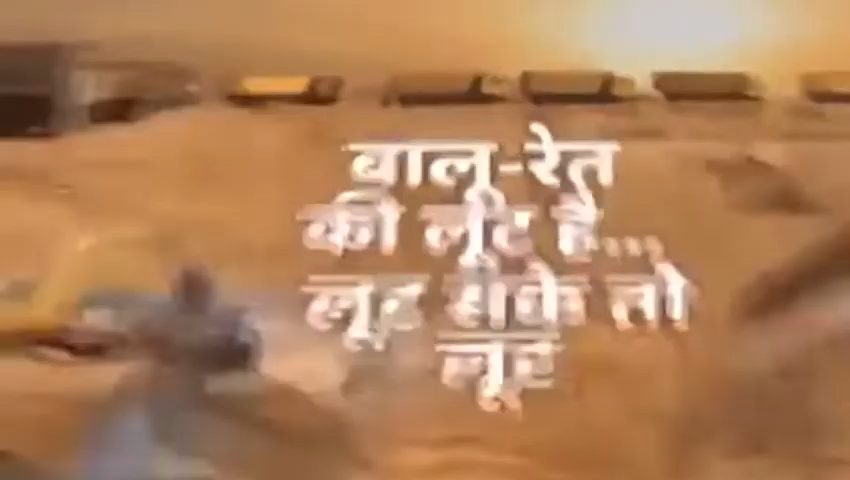 बालू-रेत
की लूट है...
लूट सके तो
लूट